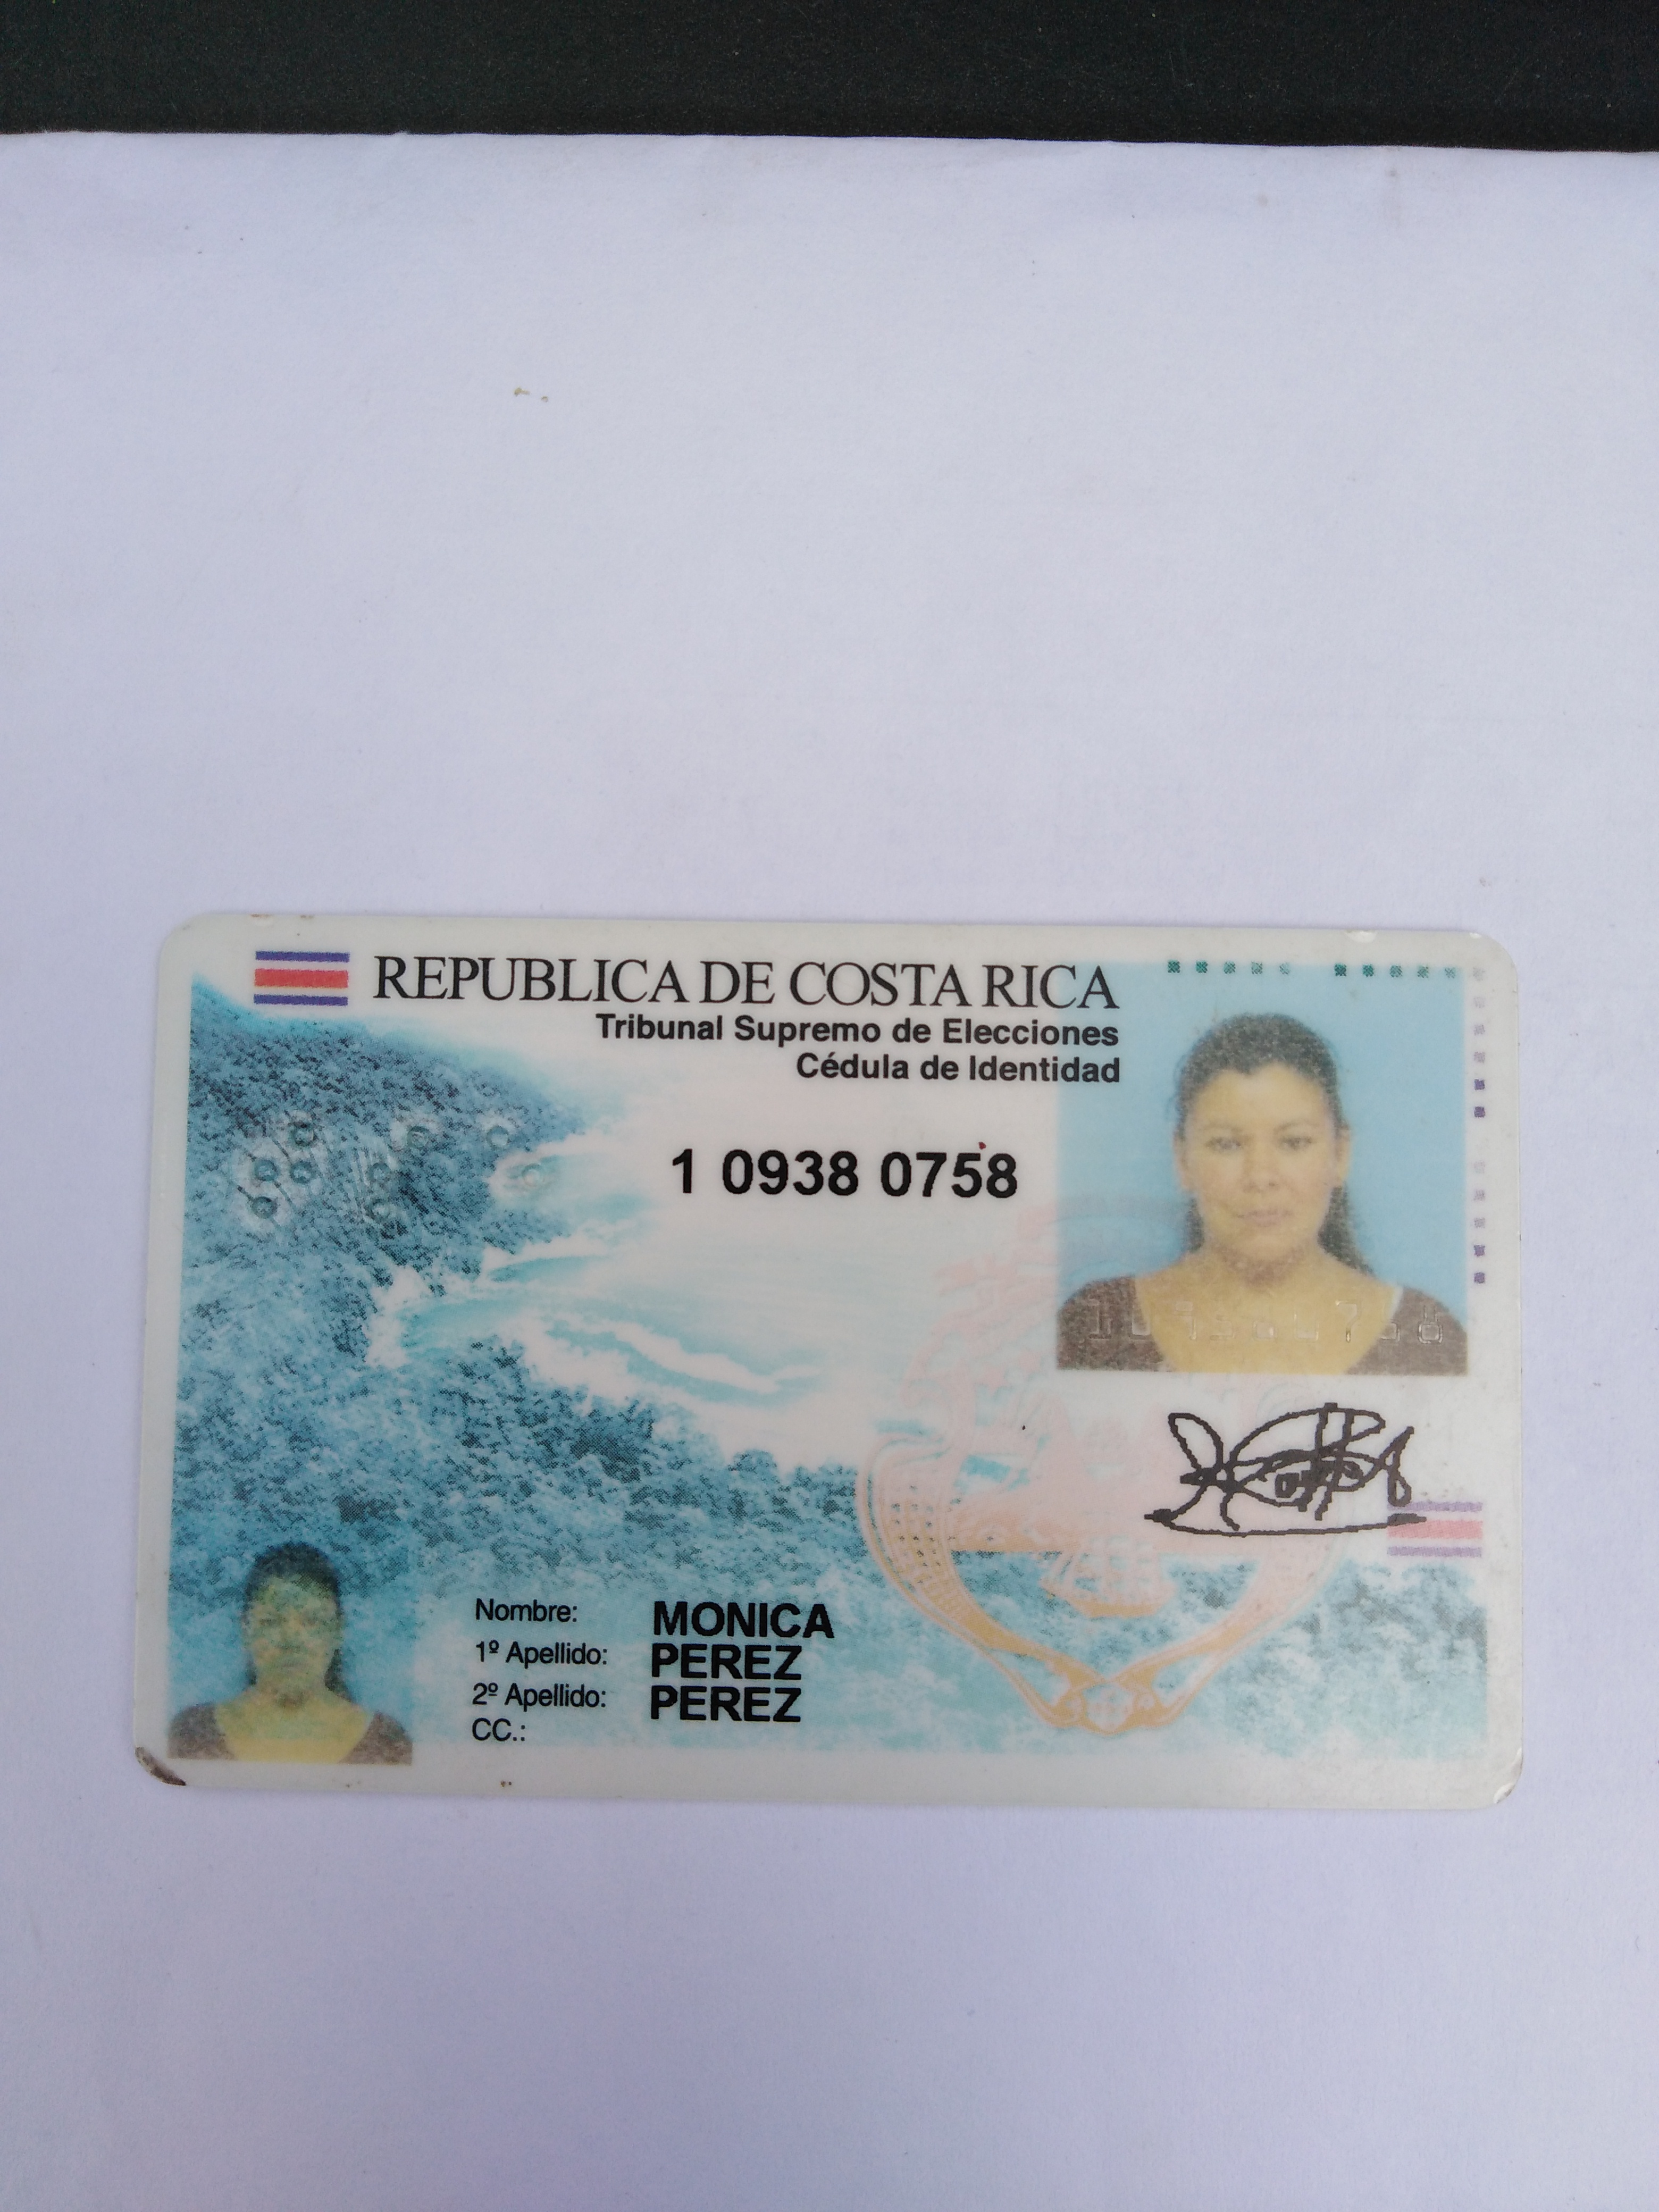 REPUBLICA DE COSTA RICA
Tribunal Supremo de Elecciones
Cédula de Identidad
1 0938 0758
Nombre: MONICA
1º Apellido: PEREZ
2º Apellido: PEREZ
CC.: